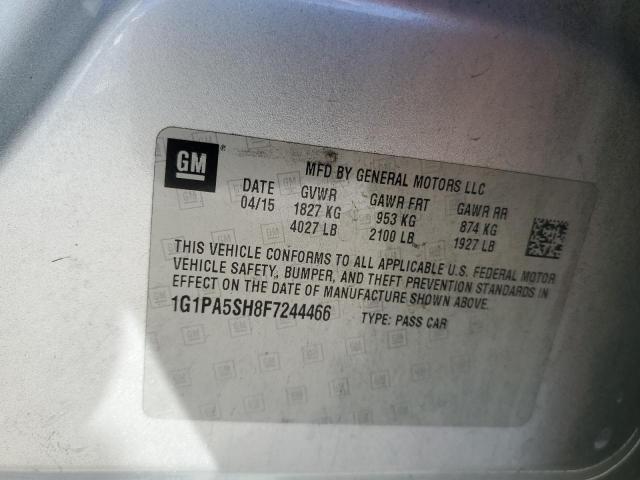 GM
MFD BY GENERAL MOTORS LLC
DATE GVWR GAWR FRT GAWR RR
04/15 1827 KG 953 KG 874 KG
4027 LB 2100 LB 1927 LB
THIS VEHICLE CONFORMS TO ALL APPLICABLE U.S. FEDERAL MOTOR
VEHICLE SAFETY, BUMPER, AND THEFT PREVENTION STANDARDS IN
EFFECT ON THE DATE OF MANUFACTURE SHOWN ABOVE.
1G1PA5SH8F7244466 TYPE: PASS CAR